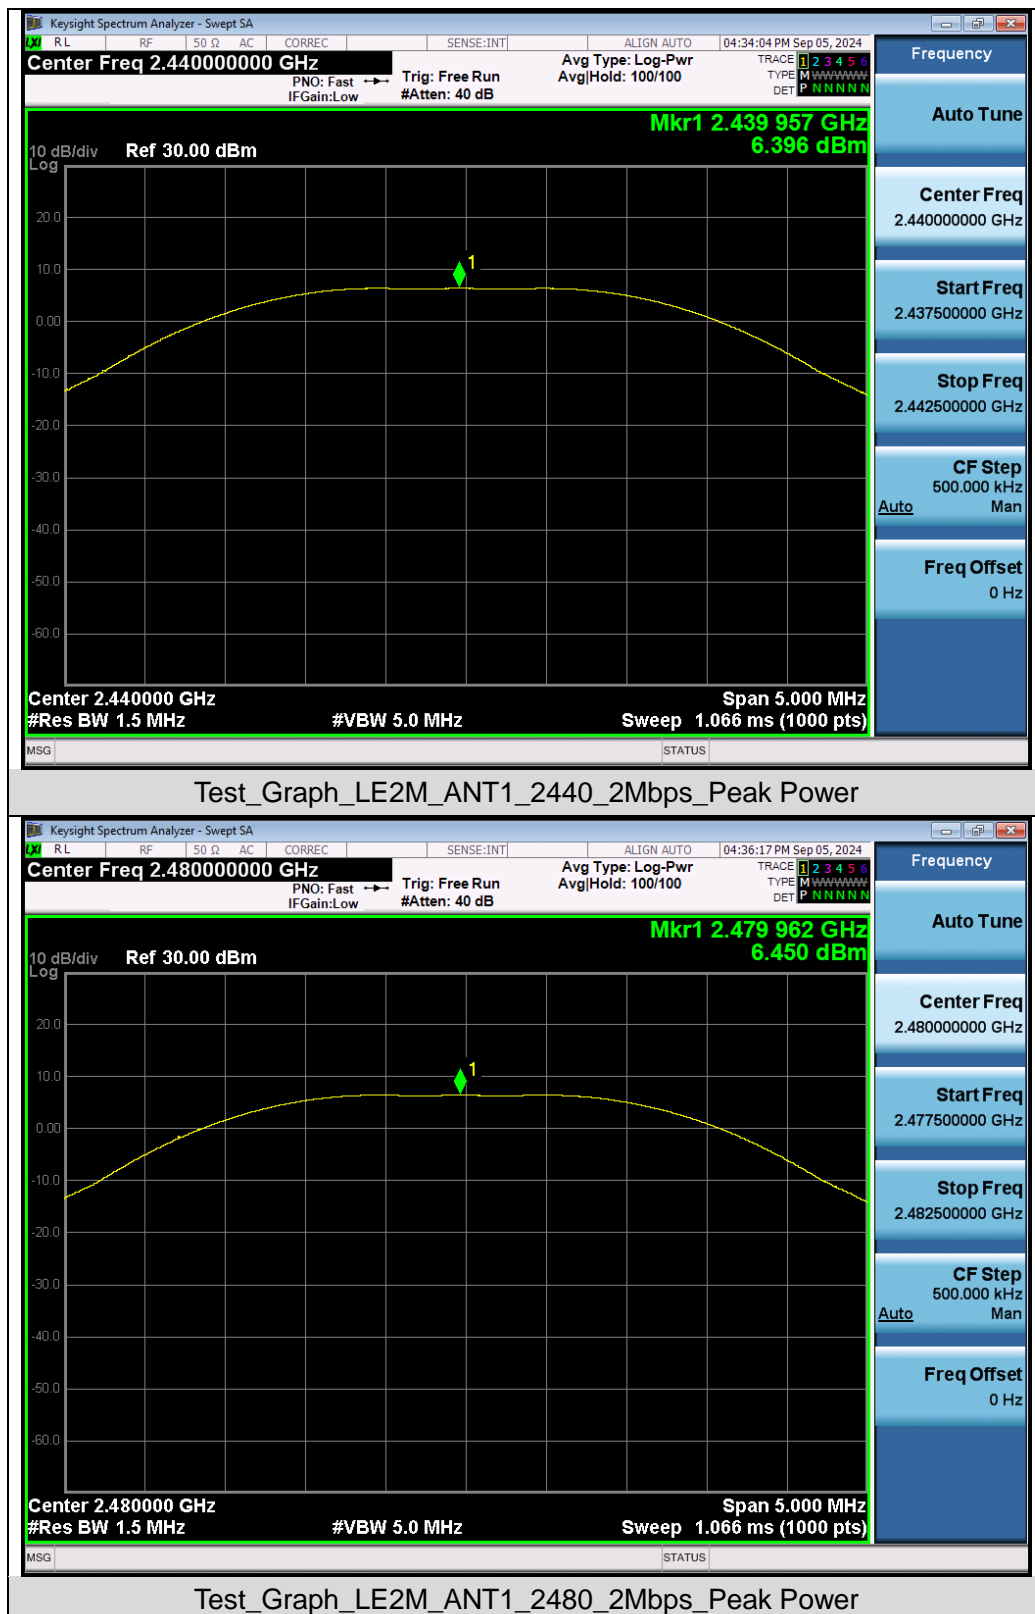 Keysight Spectrum Analyzer - Swept SA
LXI RL RF 50 Ω AC CORREC SENSE:INT ALIGN AUTO 04:34:04 PM Sep 05, 2024
Center Freq 2.440000000 GHz Avg Type: Log-Pwr TRACE 1 2 3 4 5 6
PNO: Fast Trig: Free Run Avg|Hold: 100/100 TYPE M WWWWW
IFGain:Low #Atten: 40 dB DET P N N N N N
Mkr1 2.439 957 GHz
6.396 dBm
10 dB/div Ref 30.00 dBm
Log
20.0
10.0
1
0.00
-10.0
-20.0
-30.0
-40.0
-50.0
-60.0
Center 2.440000 GHz Span 5.000 MHz
#Res BW 1.5 MHz #VBW 5.0 MHz Sweep 1.066 ms (1000 pts)
MSG STATUS
Frequency
Auto Tune
Center Freq
2.440000000 GHz
Start Freq
2.437500000 GHz
Stop Freq
2.442500000 GHz
CF Step
500.000 kHz
Auto Man
Freq Offset
0 Hz
Test_Graph_LE2M_ANT1_2440_2Mbps_Peak Power
Keysight Spectrum Analyzer - Swept SA
LXI RL RF 50 Ω AC CORREC SENSE:INT ALIGN AUTO 04:36:17 PM Sep 05, 2024
Center Freq 2.480000000 GHz Avg Type: Log-Pwr TRACE 1 2 3 4 5 6
PNO: Fast Trig: Free Run Avg|Hold: 100/100 TYPE M WWWWW
IFGain:Low #Atten: 40 dB DET P N N N N N
Mkr1 2.479 962 GHz
6.450 dBm
10 dB/div Ref 30.00 dBm
Log
20.0
10.0
1
0.00
-10.0
-20.0
-30.0
-40.0
-50.0
-60.0
Center 2.480000 GHz Span 5.000 MHz
#Res BW 1.5 MHz #VBW 5.0 MHz Sweep 1.066 ms (1000 pts)
MSG STATUS
Frequency
Auto Tune
Center Freq
2.480000000 GHz
Start Freq
2.477500000 GHz
Stop Freq
2.482500000 GHz
CF Step
500.000 kHz
Auto Man
Freq Offset
0 Hz
Test_Graph_LE2M_ANT1_2480_2Mbps_Peak Power